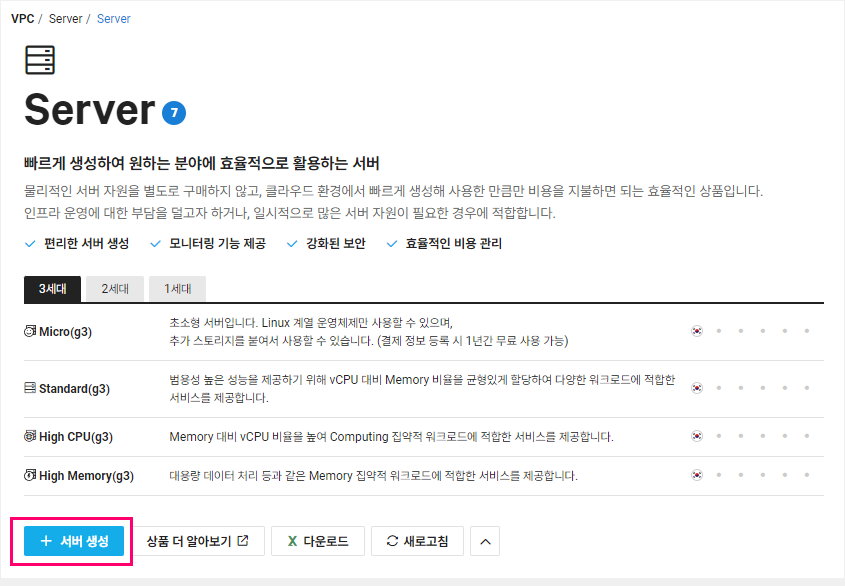 VPC / Server / Server
Server 7
빠르게 생성하여 원하는 분야에 효율적으로 활용하는 서버
물리적인 서버 자원을 별도로 구매하지 않고, 클라우드 환경에서 빠르게 생성해 사용한 만큼만 비용을 지불하면 되는 효율적인 상품입니다.
인프라 운영에 대한 부담을 덜고자 하거나, 일시적으로 많은 서버 자원이 필요한 경우에 적합합니다.
편리한 서버 생성 모니터링 기능 제공 강화된 보안 효율적인 비용 관리
3세대 2세대 1세대
Micro(g3) 초소형 서버입니다. Linux 계열 운영체제만 사용할 수 있으며,
추가 스토리지를 붙여서 사용할 수 있습니다. (결제 정보 등록 시 1년간 무료 사용 가능)
Standard(g3) 범용성 높은 성능을 제공하기 위해 vCPU 대비 Memory 비율을 균형있게 할당하여 다양한 워크로드에 적합한
서비스를 제공합니다.
High CPU(g3) Memory 대비 vCPU 비율을 높여 Computing 집약적 워크로드에 적합한 서비스를 제공합니다.
High Memory(g3) 대용량 데이터 처리 등과 같은 Memory 집약적 워크로드에 적합한 서비스를 제공합니다.
+ 서버 생성 상품 더 알아보기 X 다운로드 새로고침